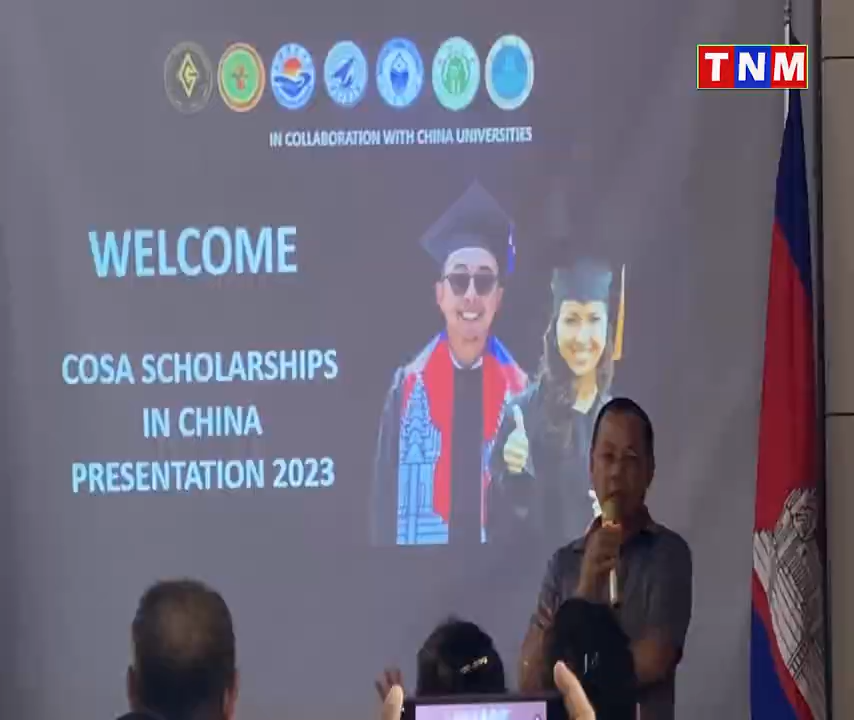 TNM
IN COLLABORATION WITH CHINA UNIVERSITIES
WELCOME
COSA SCHOLARSHIPS
IN CHINA
PRESENTATION 2023